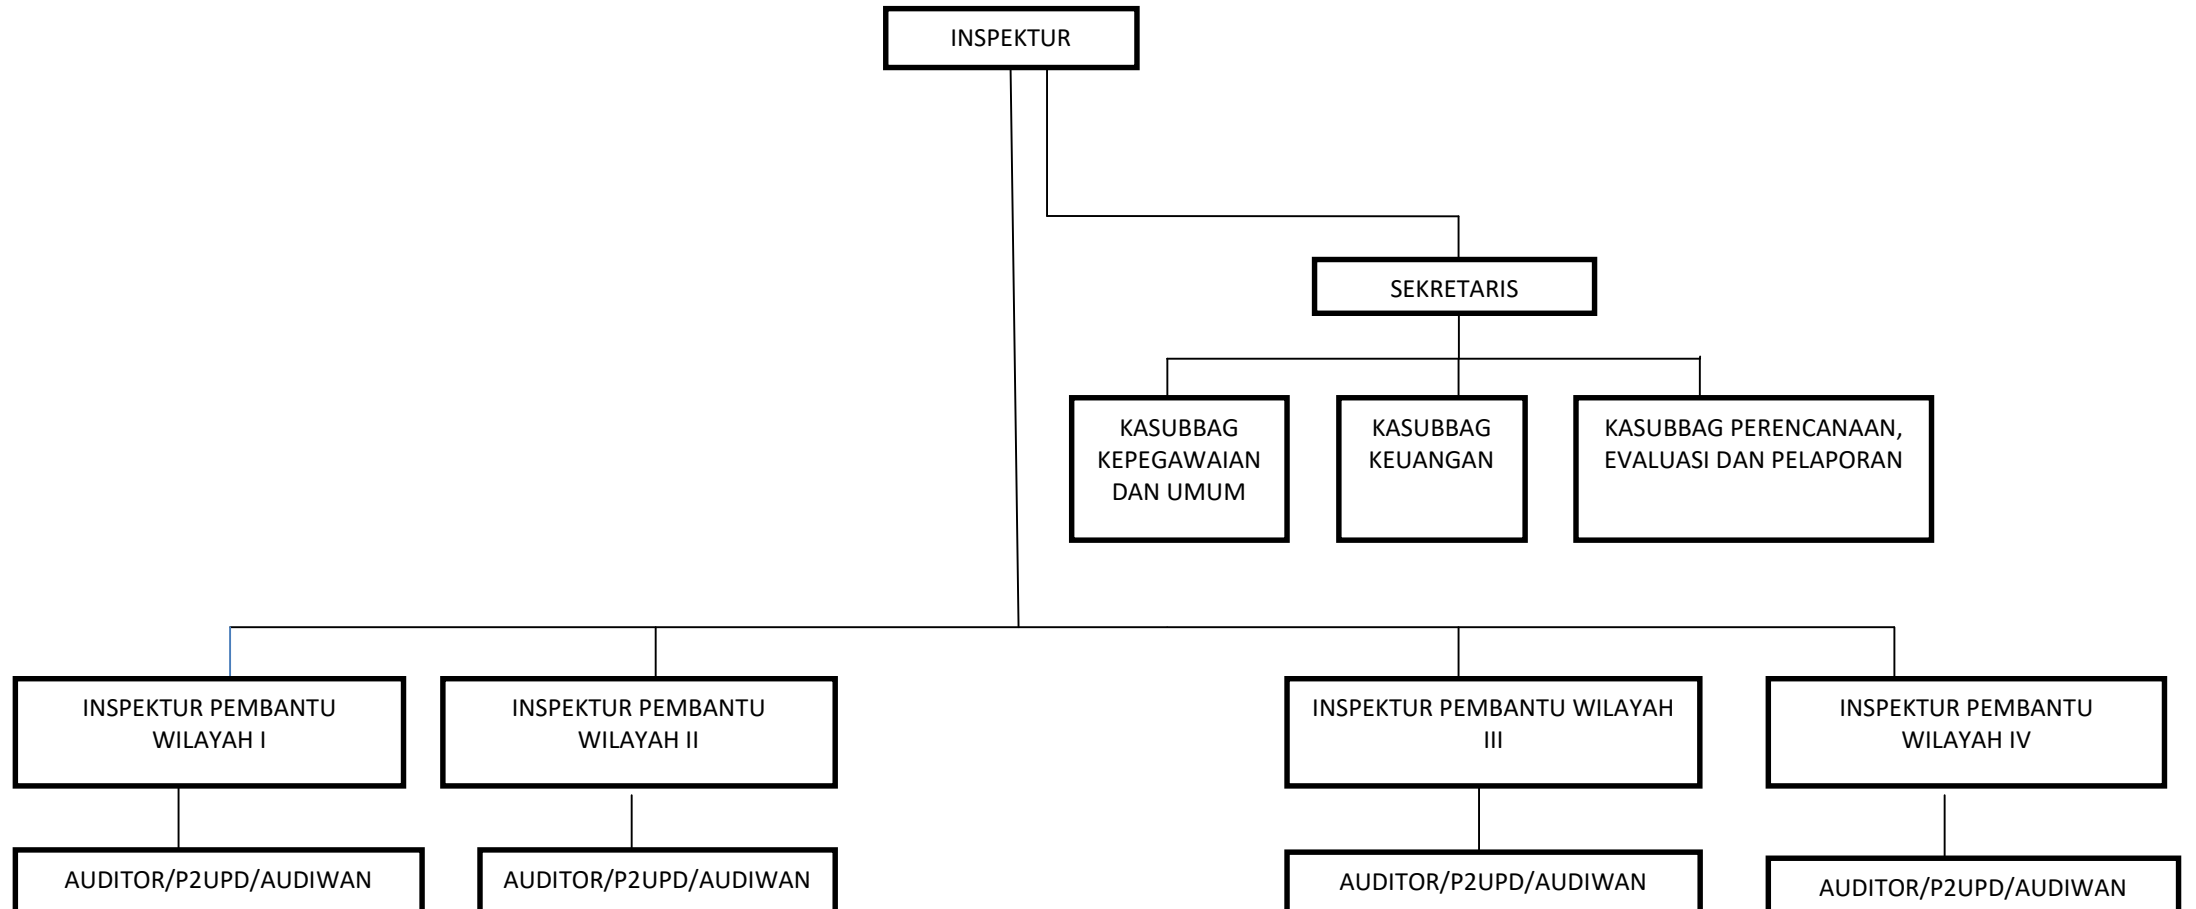 INSPEKTUR
SEKRETARIS
KASUBBAG
KEPEGAWAIAN
DAN UMUM
KASUBBAG
KEUANGAN
KASUBBAG PERENCANAAN,
EVALUASI DAN PELAPORAN
INSPEKTUR PEMBANTU
WILAYAH I
INSPEKTUR PEMBANTU
WILAYAH II
INSPEKTUR PEMBANTU WILAYAH
III
INSPEKTUR PEMBANTU
WILAYAH IV
AUDITOR/P2UPD/AUDIWAN
AUDITOR/P2UPD/AUDIWAN
AUDITOR/P2UPD/AUDIWAN
AUDITOR/P2UPD/AUDIWAN